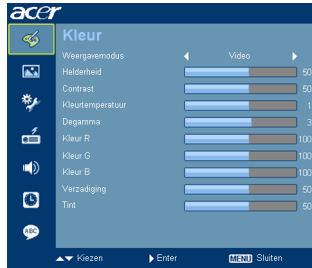 acer
Kleur
Weergavemodus Video
Helderheid 50
Contrast 50
Kleurtemperatuur 1
Degamma 3
Kleur R 100
Kleur G 100
Kleur B 100
Verzadiging 50
Tint 50
ABC
Kiezen Enter MENU Sluiten